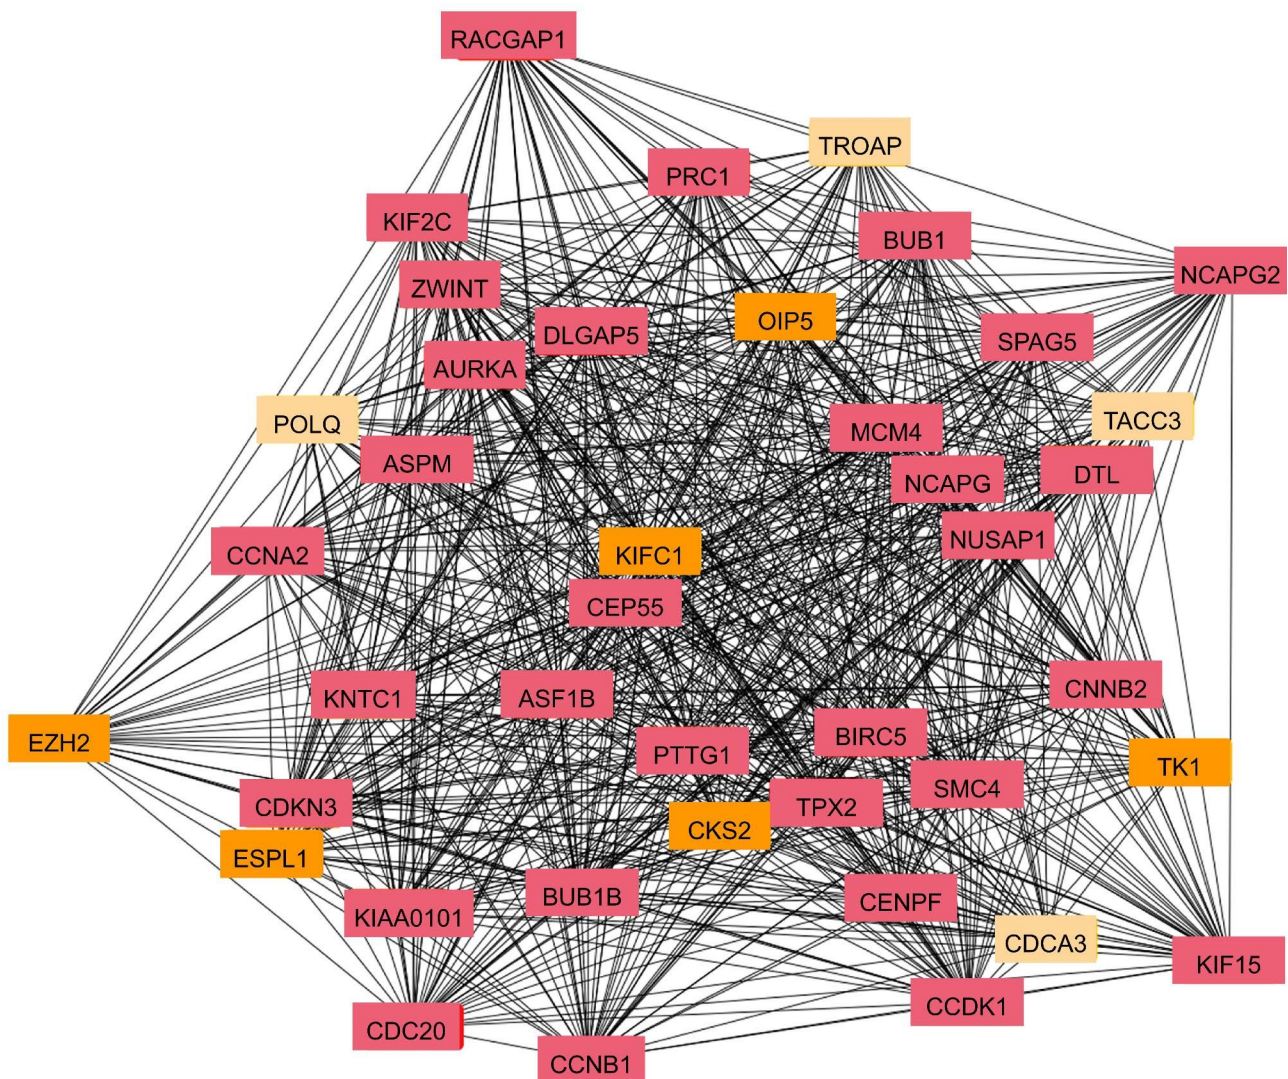 RACGAP1
TROAP
PRC1
KIF2C
BUB1
NCAPG2
ZWINT
OIP5
DLGAP5
SPAG5
AURKA
POLQ
TACC3
MCM4
ASPM
DTL
NCAPG
NUSAP1
CCNA2
KIFC1
CEP55
KNTC1
ASF1B
CNNB2
EZH2
BIRC5
PTTG1
TK1
SMC4
CDKN3
TPX2
CKS2
ESPL1
BUB1B
CENPF
KIAA0101
CDCA3
KIF15
CCDK1
CDC20
CCNB1